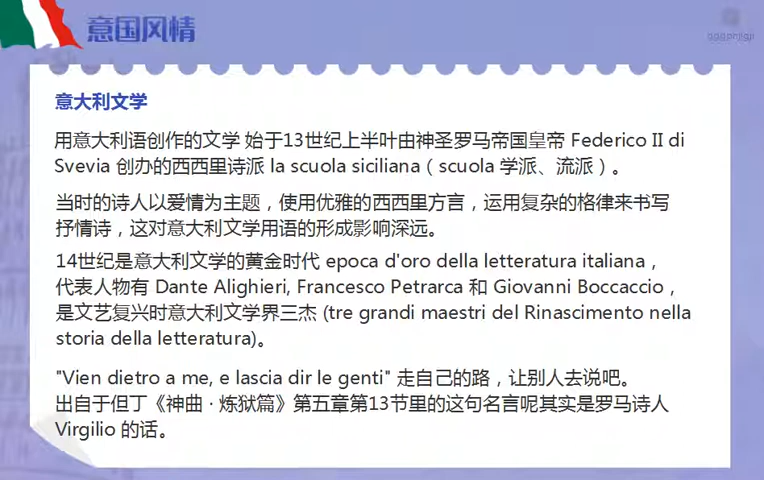 意国风情
意大利文学
用意大利语创作的文学 始于13世纪上半叶由神圣罗马帝国皇帝 Federico II di
Svevia 创办的西西里诗派 la scuola siciliana（scuola 学派、流派）。
当时的诗人以爱情为主题，使用优雅的西西里方言，运用复杂的格律来书写
抒情诗，这对意大利文学用语的形成影响深远。
14世纪是意大利文学的黄金时代 epoca d'oro della letteratura italiana，
代表人物有 Dante Alighieri, Francesco Petrarca 和 Giovanni Boccaccio，
是文艺复兴时意大利文学界三杰 (tre grandi maestri del Rinascimento nella
storia della letteratura)。
"Vien dietro a me, e lascia dir le genti" 走自己的路，让别人去说吧。
出自于但丁《神曲 · 炼狱篇》第五章第13节里的这句名言呢其实是罗马诗人
Virgilio 的话。